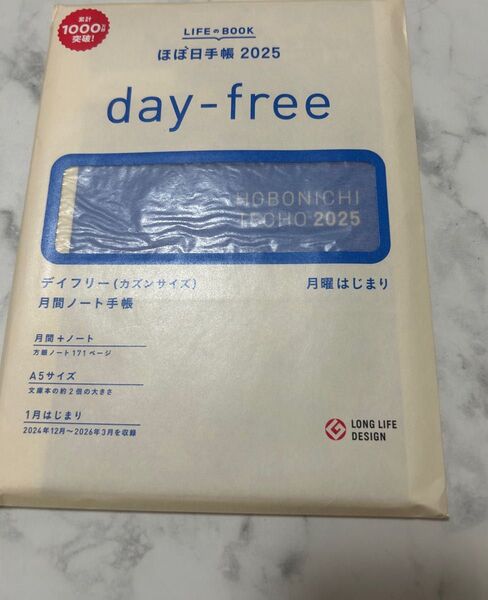 累計
1000万部
突破!
LIFEのBOOK
ほぼ日手帳 2025
day-free
HOBONICHI
TECHO 2025
デイフリー(カズンサイズ)
月間ノート手帳
月曜はじまり
月間+ノート
方眼ノート171ページ
A5サイズ
文庫本の約2倍の大きさ
1月はじまり
2024年12月〜2026年3月を収録
LONG LIFE
DESIGN